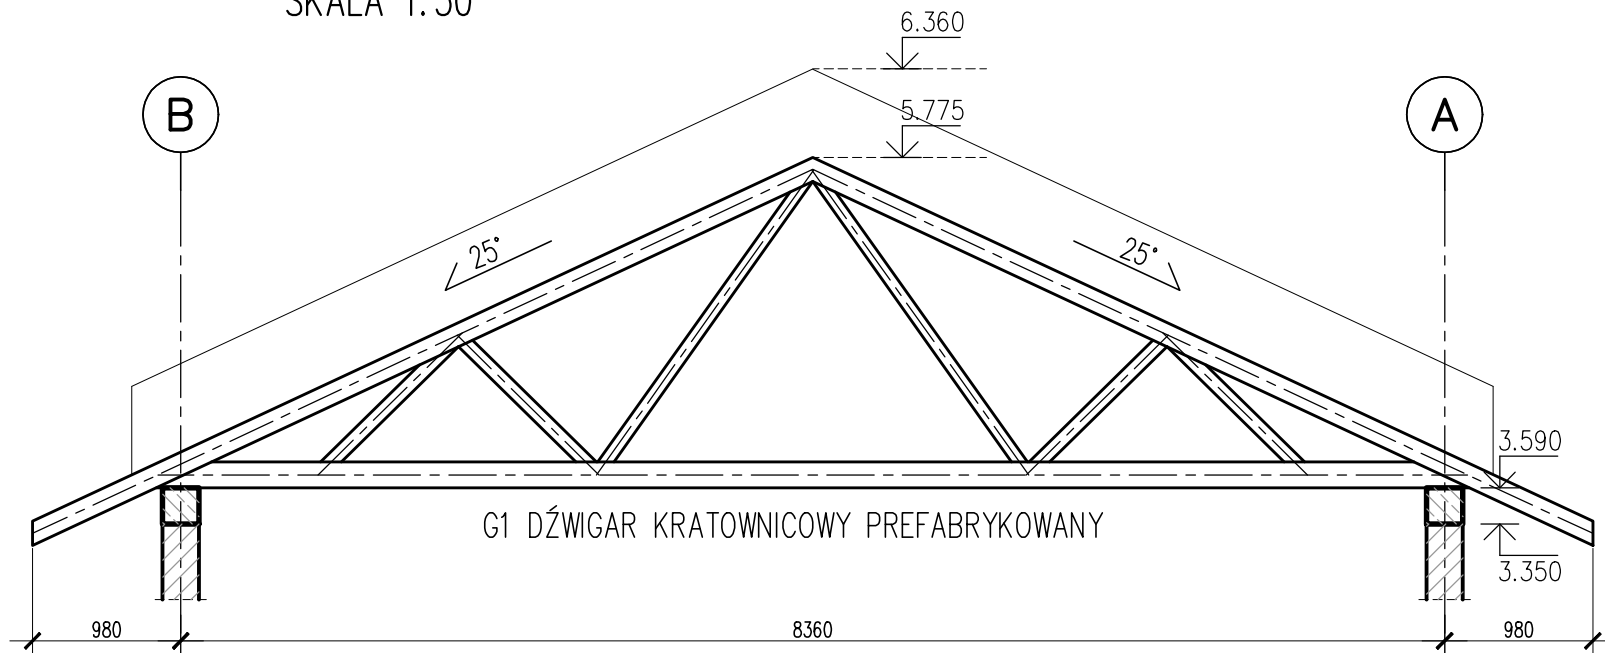 SKALA 1:50
6.360
B
5.775
A
25°
25°
3.590
G1 DŹWIGAR KRATOWNICOWY PREFABRYKOWANY
3.350
980
8360
980